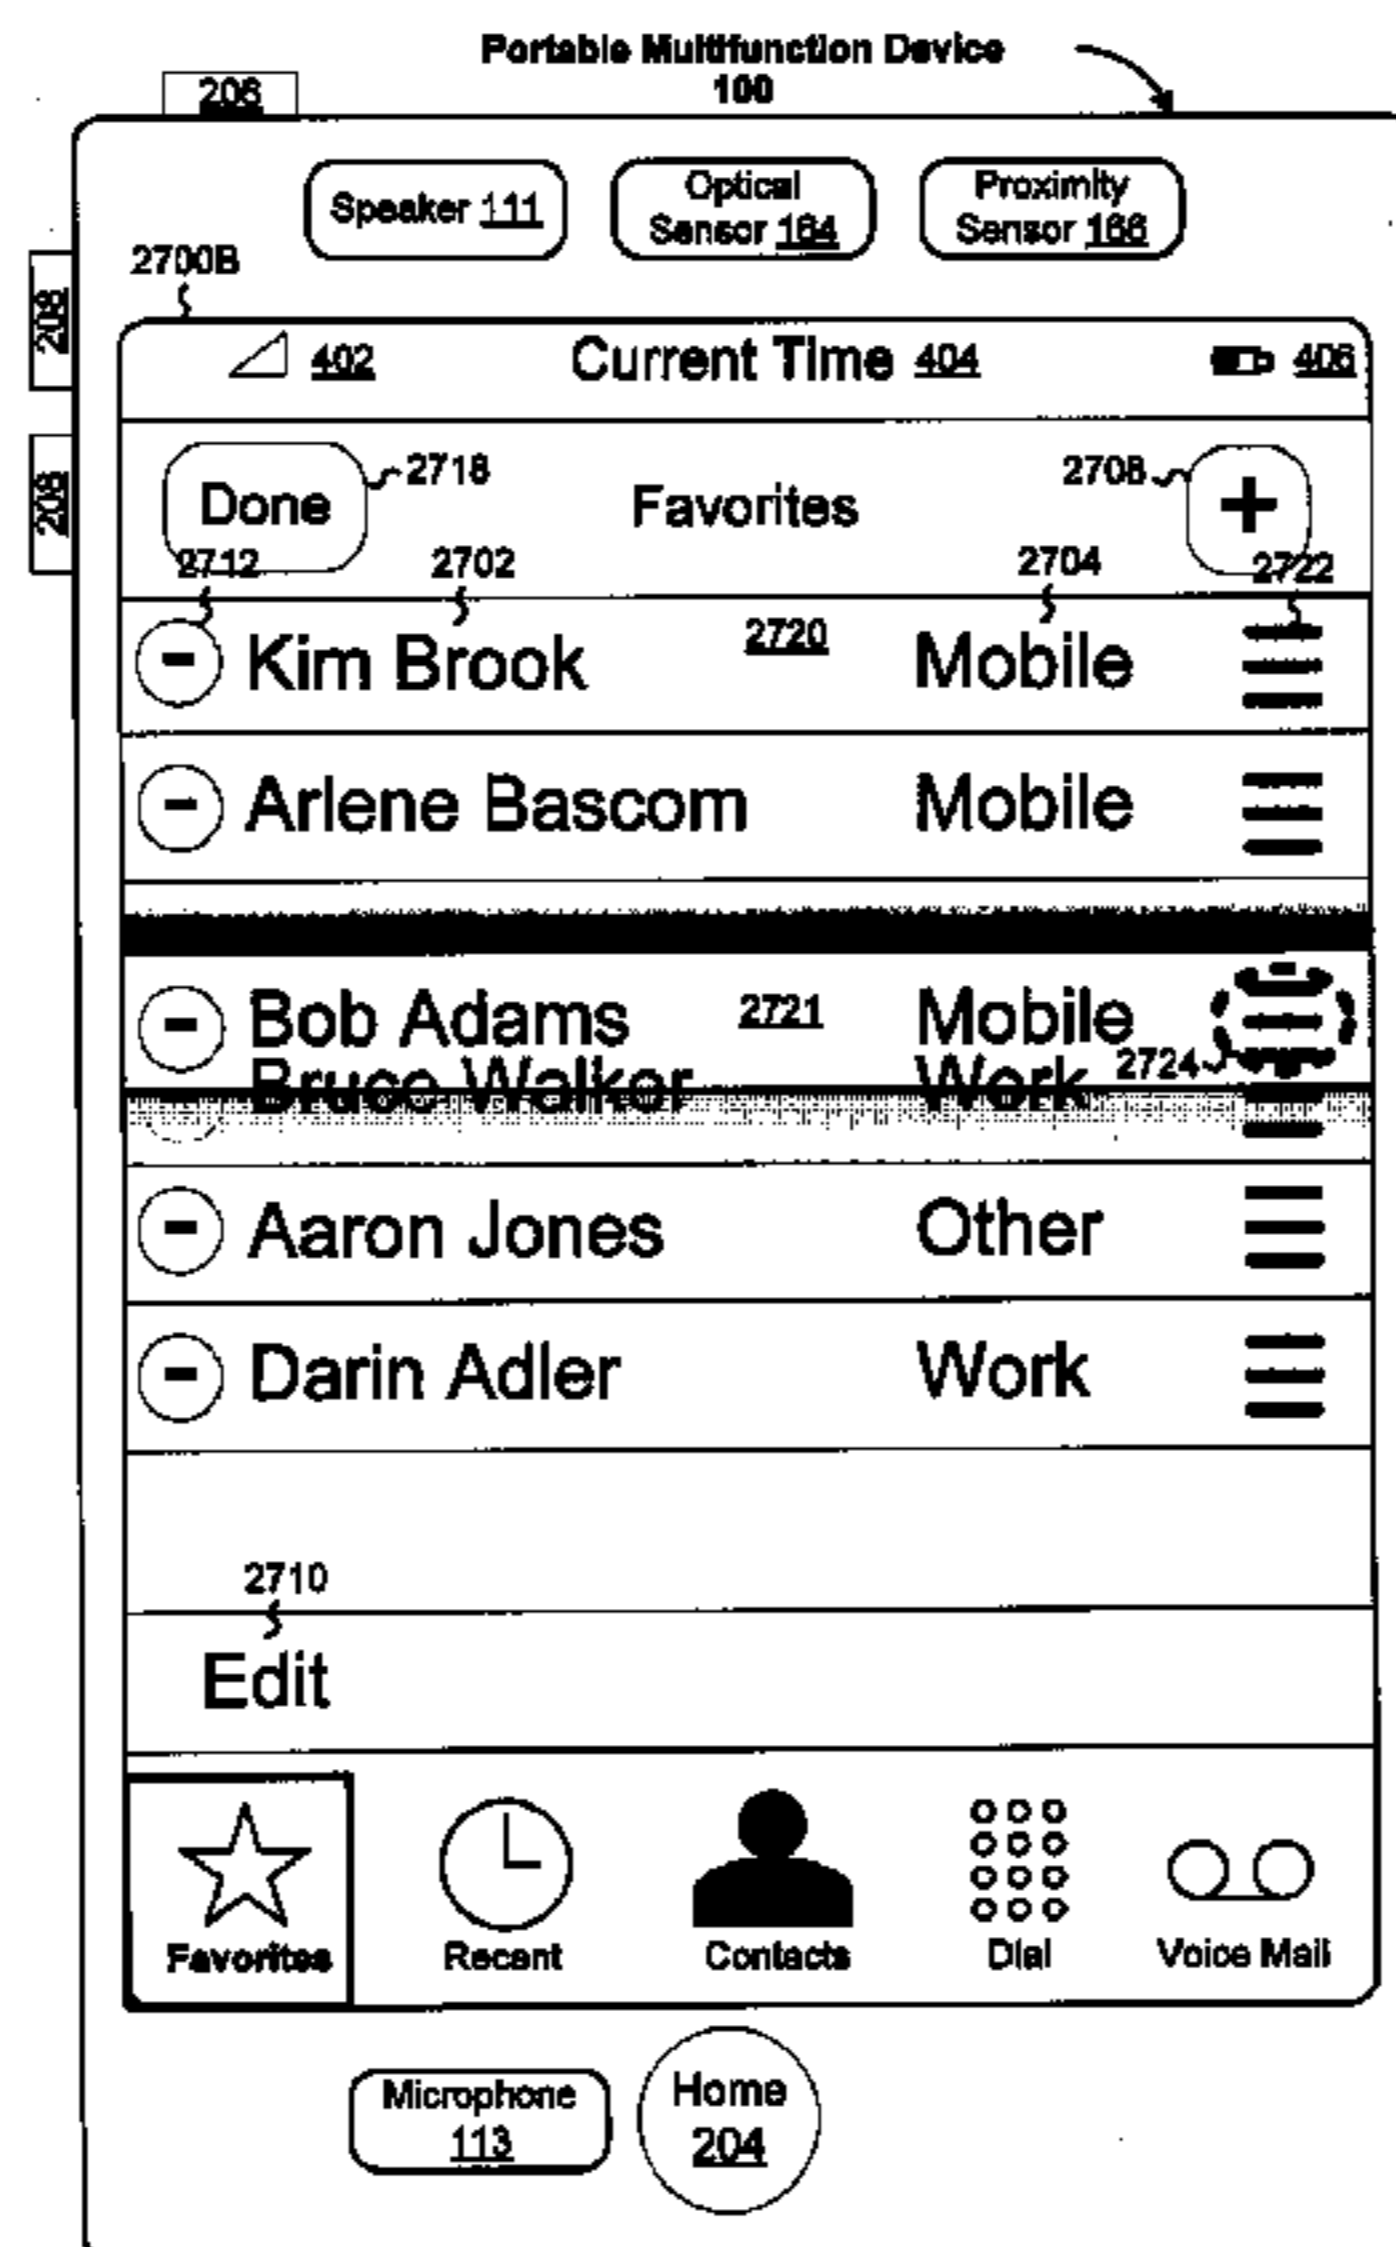 Portable Multifunction Device
100
206
Speaker 111
Optical
Sensor 164
Proximity
Sensor 166
2700B
208
208
402
Current Time 404
406
Done
2718
Favorites
2708
+
2712
2702
2704
2722
- Kim Brook
2720
Mobile
- Arlene Bascom
Mobile
- Bob Adams
2721
Mobile
Bruce Walker
Work
2724
- Aaron Jones
Other
- Darin Adler
Work
2710
Edit
Favorites
Recent
Contacts
Dial
Voice Mail
Microphone
113
Home
204